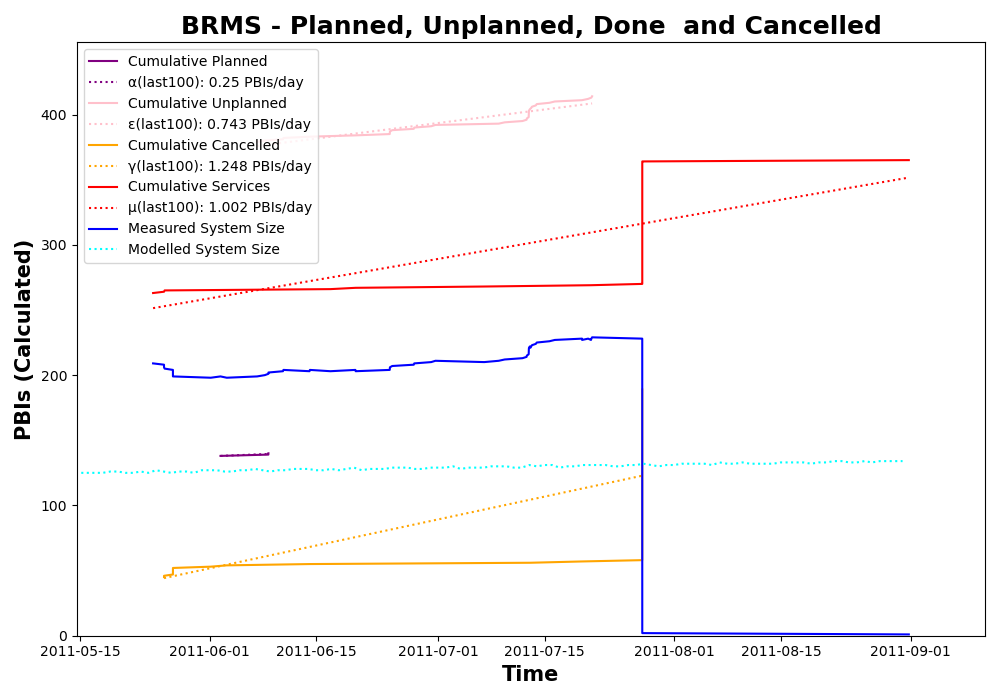 BRMS - Planned, Unplanned, Done  and Cancelled
Cumulative Planned
α(last100): 0.25 PBIs/day
Cumulative Unplanned
ε(last100): 0.743 PBIs/day
Cumulative Cancelled
γ(last100): 1.248 PBIs/day
Cumulative Services
μ(last100): 1.002 PBIs/day
Measured System Size
Modelled System Size
PBIs (Calculated)
400
300
200
100
0
2011-05-15 2011-06-01 2011-06-15 2011-07-01 2011-07-15 2011-08-01 2011-08-15 2011-09-01
Time